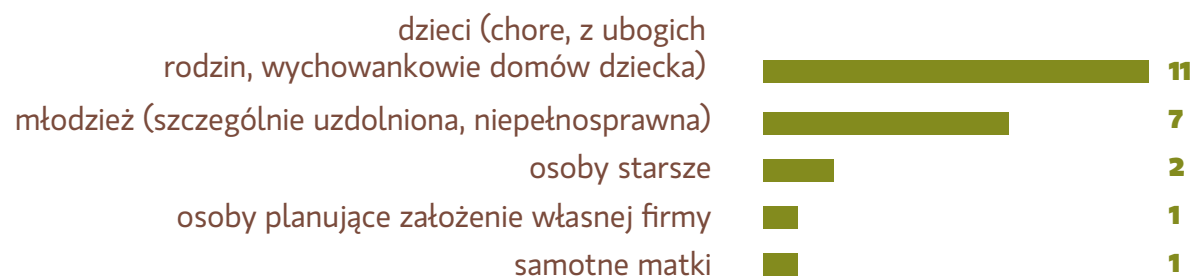 dzieci (chore, z ubogich
rodzin, wychowankowie domów dziecka) 11
młodzież (szczególnie uzdolniona, niepełnosprawna) 7
osoby starsze 2
osoby planujące założenie własnej firmy 1
samotne matki 1